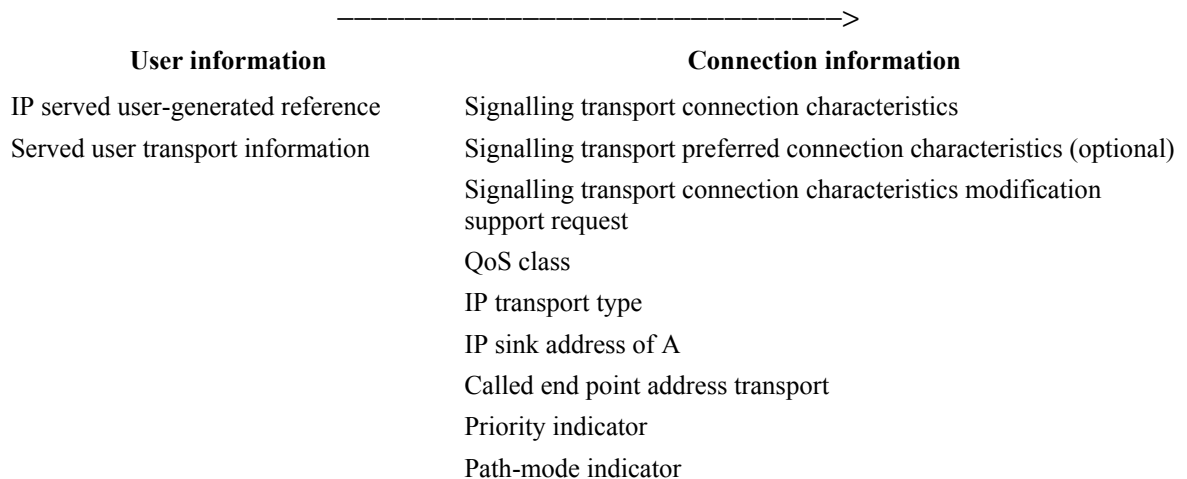 User information Connection information
IP served user-generated reference Signalling transport connection characteristics
Served user transport information Signalling transport preferred connection characteristics (optional)
Signalling transport connection characteristics modification
support request
QoS class
IP transport type
IP sink address of A
Called end point address transport
Priority indicator
Path-mode indicator